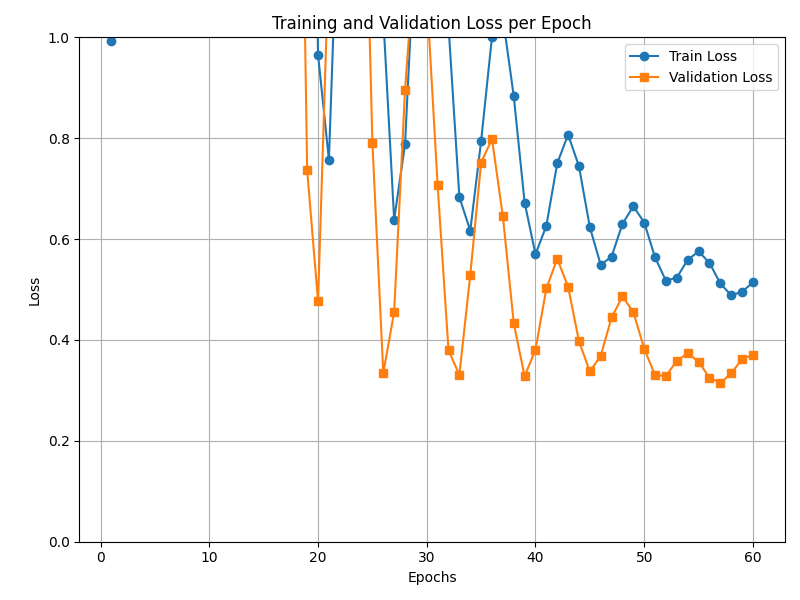 Training and Validation Loss per Epoch
Train Loss
Validation Loss
Loss
1.0
0.8
0.6
0.4
0.2
0.0
0 10 20 30 40 50 60
Epochs